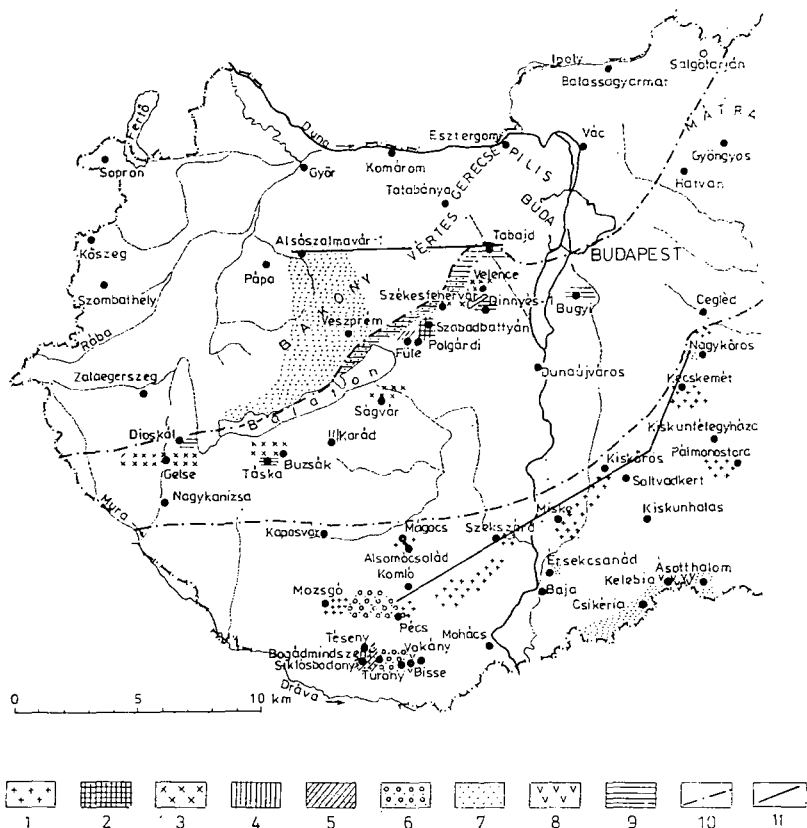 Ipoly
Balassagyarmat
Salgótarján
MÁTRA
Fertő
Duna
Esztergom
Vác
Gyöngyös
Hatvan
Sopron
Győr
Komárom
PILIS
GERECSE
Tatabánya
VÉRTES
BUDA
Kőszeg
Alsószalmavár-1
Tabajd
BUDAPEST
Pápa
Szombathely
BAKONY
Velence
Székesfehérvár
Dinnyés-1
Bugyi
Cegléd
Rába
Veszprém
Szabadbattyán
Füle
Polgárdi
Nagykőrös
Zalaegerszeg
Dunaújváros
Kecskemét
Balaton
Ságvár
Kiskunfélegyháza
Dioskál
Karád
Pálmonostora
Gelse
Táska
Buzsák
Kiskőrös
Soltvadkert
Nagykanizsa
Mura
Miske
Kiskunhalas
Kaposvár
Mágocs
Szekszárd
Alsómocsolád
Komló
Érsekcsanád
Ásotthalom
Kelebia
Mozsgó
Baja
Csikéria
Pécs
Téseny
Mohács
Bogádmindszent
Vokány
Siklósbodony
Turony
Bisse
0 5 10
km
Dráva
1 2 3 4 5 6 7 8 9 10 11